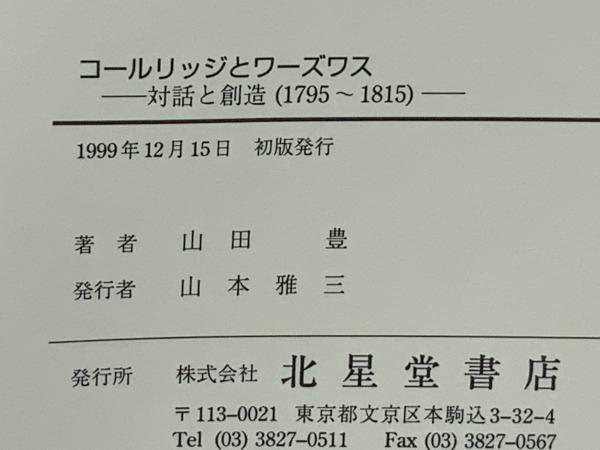 コールリッジとワーズワス
――対話と創造 (1795～1815)――
1999年12月15日　初版発行
著　者　山　田　　豊
発行者　山　本　雅　三
発行所　株式会社　北星堂書店
〒113–0021　東京都文京区本駒込3–32–4
Tel (03) 3827–0511　Fax (03) 3827–0567